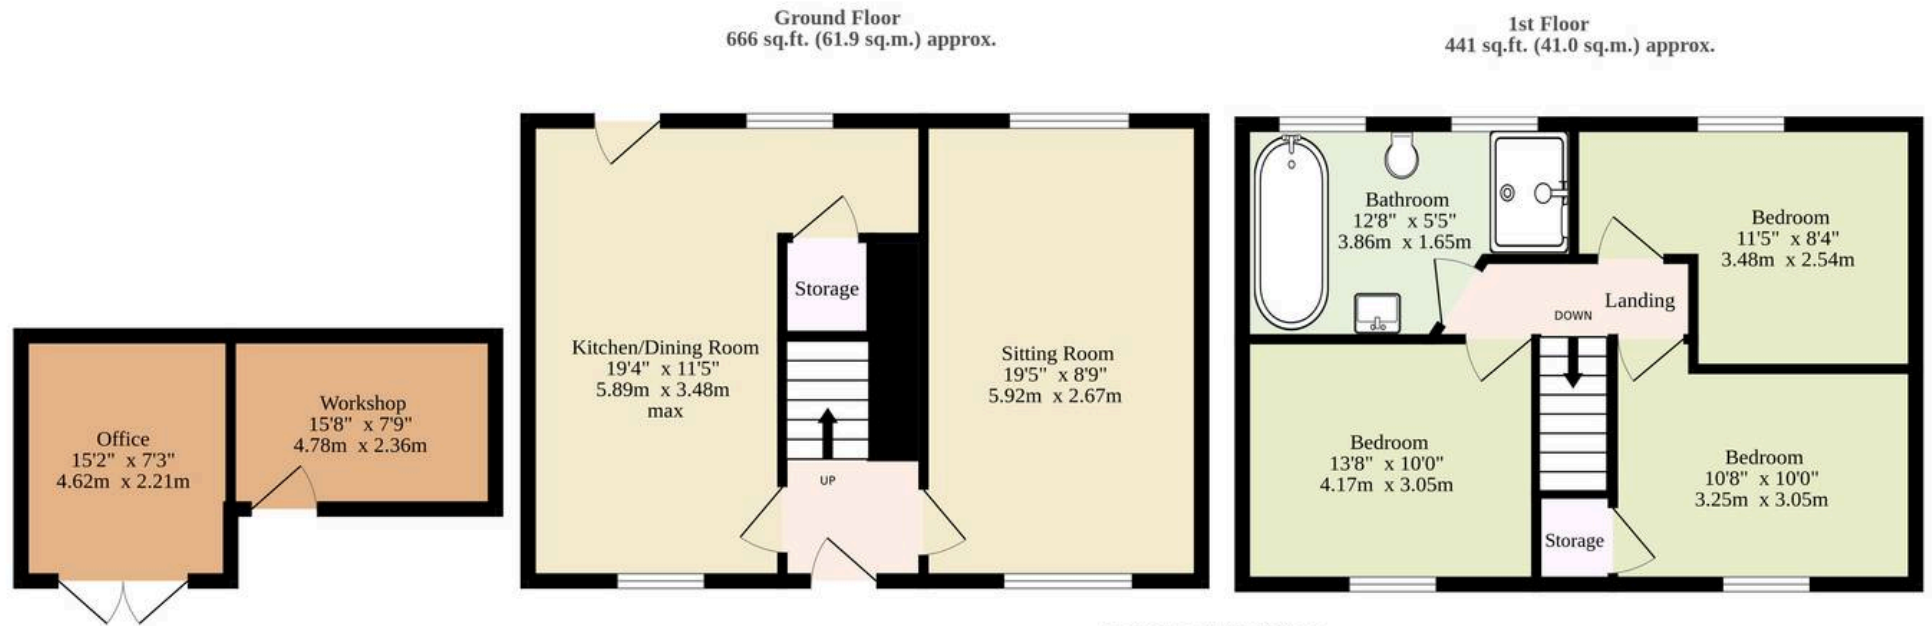 Ground Floor
666 sq.ft. (61.9 sq.m.) approx.
1st Floor
441 sq.ft. (41.0 sq.m.) approx.
Office
15'2" x 7'3"
4.62m x 2.21m
Workshop
15'8" x 7'9"
4.78m x 2.36m
Kitchen/Dining Room
19'4" x 11'5"
5.89m x 3.48m
max
Storage
UP
Sitting Room
19'5" x 8'9"
5.92m x 2.67m
Bathroom
12'8" x 5'5"
3.86m x 1.65m
Bedroom
11'5" x 8'4"
3.48m x 2.54m
Landing
DOWN
Bedroom
13'8" x 10'0"
4.17m x 3.05m
Bedroom
10'8" x 10'0"
3.25m x 3.05m
Storage